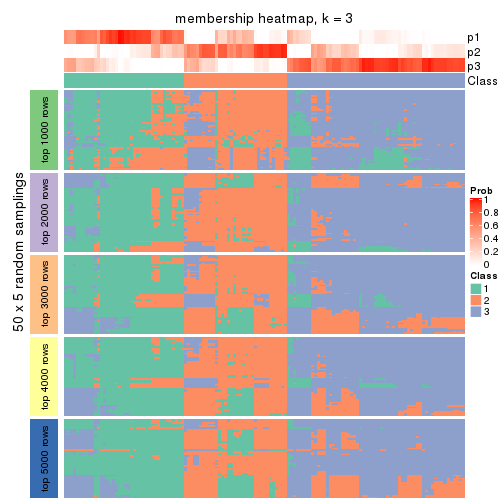 membership heatmap, k = 3
p1
p2
p3
Class
50 x 5 random samplings
top 1000 rows
top 2000 rows
top 3000 rows
top 4000 rows
top 5000 rows
Prob
1
0.8
0.6
0.4
0.2
0
Class
1
2
3